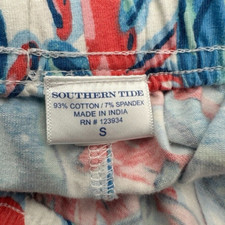 SOUTHERN TIDE
93% COTTON / 7% SPANDEX
MADE IN INDIA
RN # 123934
S